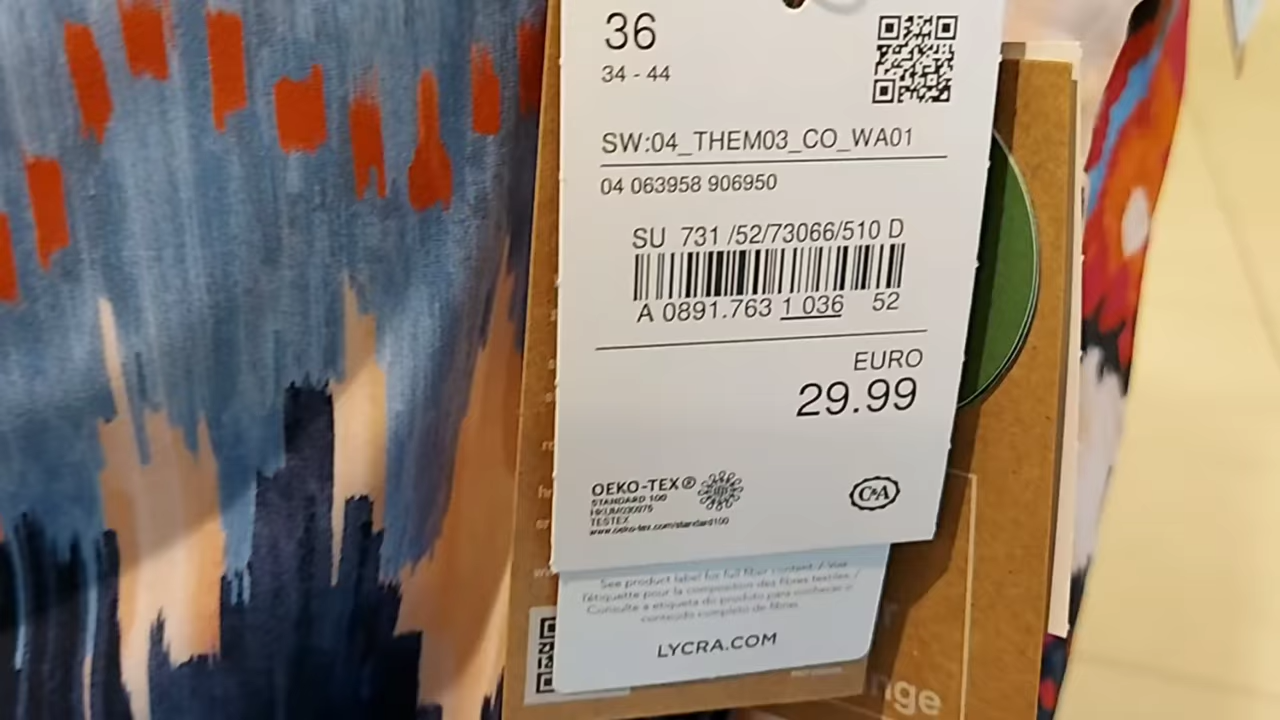 36
34 - 44
SW:04_THEM03_CO_WA01
04 063958 906950
SU 731 /52/73066/510 D
A 0891.763 1 036 52
EURO
29.99
OEKO-TEX®
STANDARD 100
TESTEX
www.oeko-tex.com/standard100
C&A
See product label for full fiber content / Voir
l'étiquette pour la composition des fibres textiles /
Consulte a etiqueta do produto para conhecer o
conteúdo completo de fibras
LYCRA.COM
nge